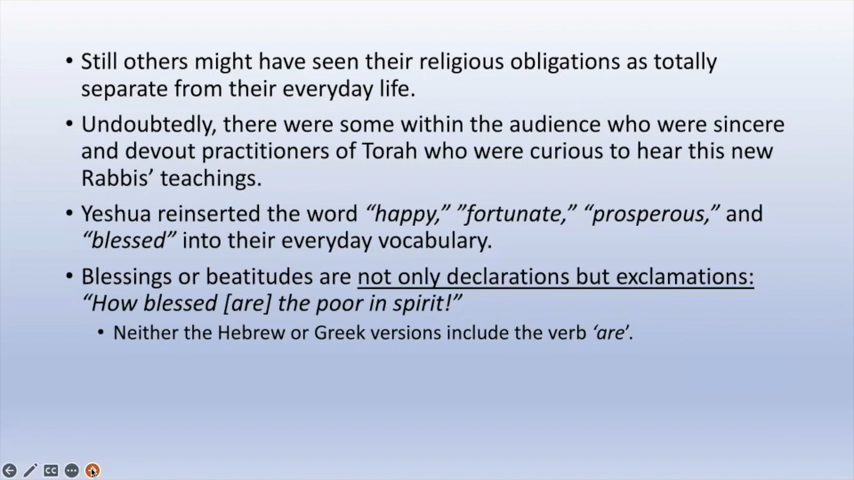 • Still others might have seen their religious obligations as totally
separate from their everyday life.
• Undoubtedly, there were some within the audience who were sincere
and devout practitioners of Torah who were curious to hear this new
Rabbis’ teachings.
• Yeshua reinserted the word “happy,” ”fortunate,” “prosperous,” and
“blessed” into their everyday vocabulary.
• Blessings or beatitudes are not only declarations but exclamations:
“How blessed [are] the poor in spirit!”
• Neither the Hebrew or Greek versions include the verb ‘are’.
CC